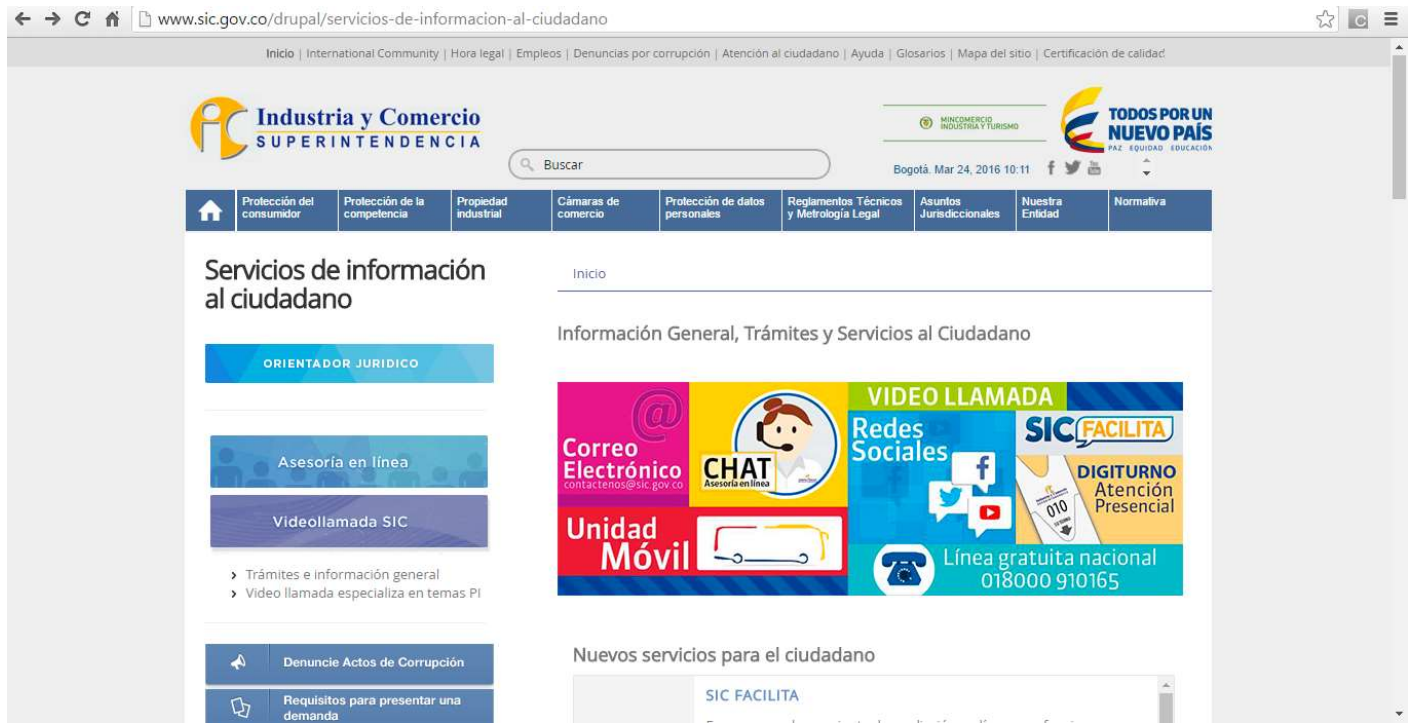 www.sic.gov.co/drupal/servicios-de-informacion-al-ciudadano
Inicio | International Community | Hora legal | Empleos | Denuncias por corrupción | Atención al ciudadano | Ayuda | Glosarios | Mapa del sitio | Certificación de calidad
Industria y Comercio
SUPERINTENDENCIA
Buscar
MINCOMERCIO
INDUSTRIA Y TURISMO
TODOS POR UN
NUEVO PAÍS
PAZ EQUIDAD EDUCACIÓN
Bogotá. Mar 24, 2016 10:11
Protección del
consumidor
Protección de la
competencia
Propiedad
industrial
Cámaras de
comercio
Protección de datos
personales
Reglamentos Técnicos
y Metrología Legal
Asuntos
Jurisdiccionales
Nuestra
Entidad
Normativa
Servicios de información
al ciudadano
ORIENTADOR JURIDICO
Asesoría en línea
Videollamada SIC
Trámites e información general
Video llamada especializa en temas PI
Denuncie Actos de Corrupción
Requisitos para presentar una
demanda
Inicio
Información General, Trámites y Servicios al Ciudadano
@
Correo
Electrónico
contactenos@sic.gov.co
CHAT
Asesoría en línea
VIDEO LLAMADA
Redes
Sociales
SIC FACILITA
DIGITURNO
Atención
Presencial
010
Unidad
Móvil
Línea gratuita nacional
018000 910165
Nuevos servicios para el ciudadano
SIC FACILITA